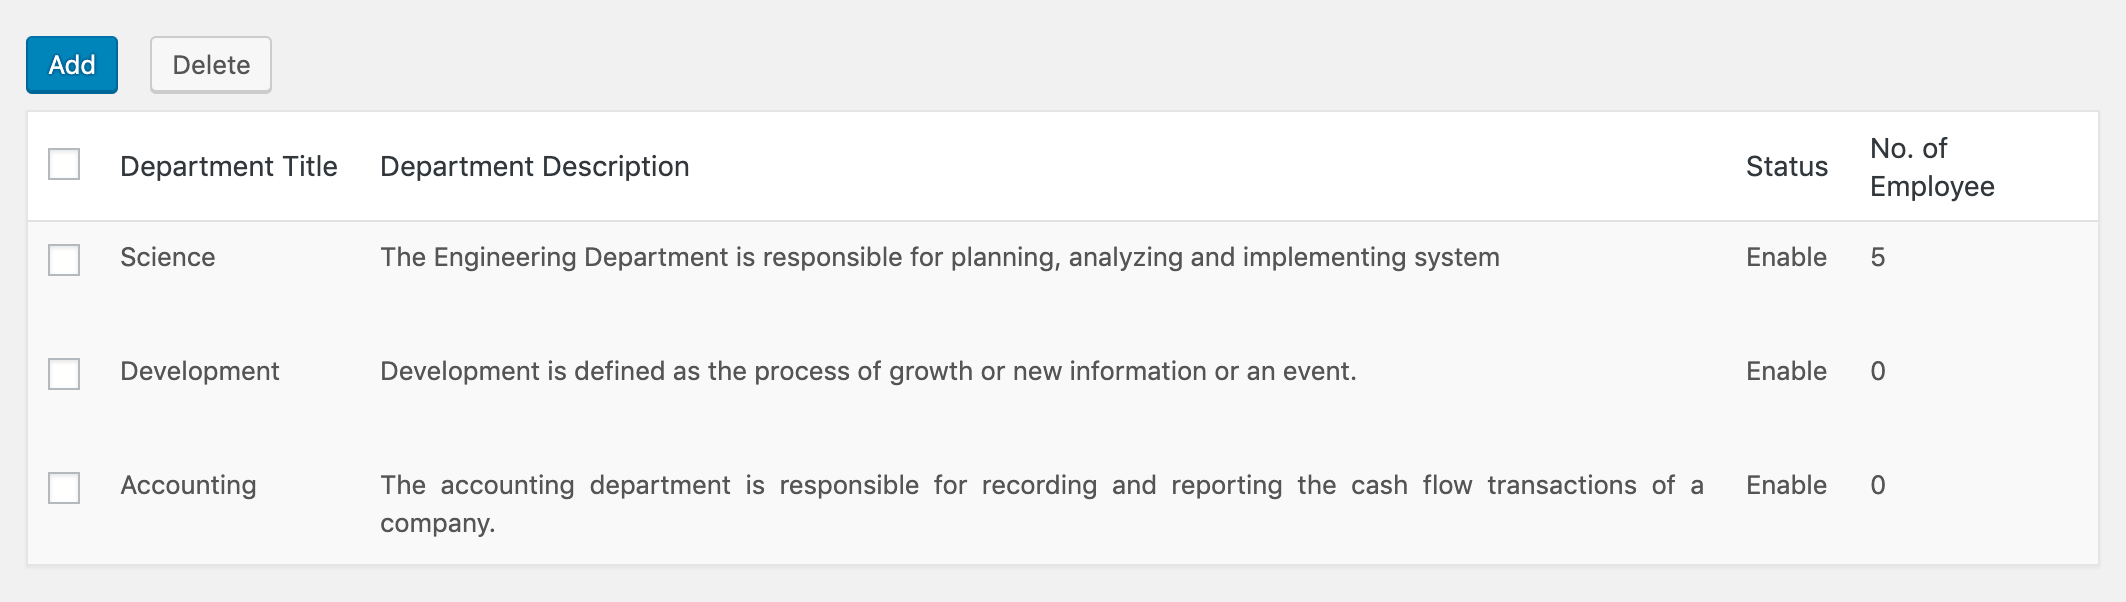 Add Delete
Department Title Department Description Status No. of
Employee
Science The Engineering Department is responsible for planning, analyzing and implementing system Enable 5
Development Development is defined as the process of growth or new information or an event. Enable 0
Accounting The accounting department is responsible for recording and reporting the cash flow transactions of a Enable 0
company.